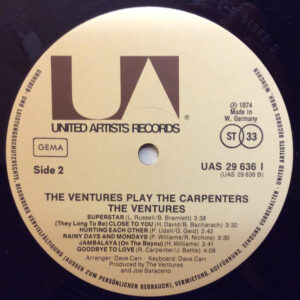 UA
UNITED ARTISTS RECORDS
®
GEMA
Side 2
℗ 1974
Made in
W. Germany
ST 33
UAS 29 636 I
(UAS 29 636 B)
THE VENTURES PLAY THE CARPENTERS
THE VENTURES
SUPERSTAR (L. Russell/B. Bramlett) 3:38
(They Long To Be) CLOSE TO YOU (H. David/B. Bacharach) 3:22
HURTING EACH OTHER (P. Udell/G. Geld) 2:42
RAINY DAYS AND MONDAYS (P. Williams/R. Nichols) 3:30
JAMBALAYA (On The Bayou) (H. Williams) 3:39
GOODBYE TO LOVE (R. Carpenter/J. Bettis) 4:08
Arranger: Dave Carr Keyboard: Dave Carr
Produced by The Ventures
and Joe Saraceno